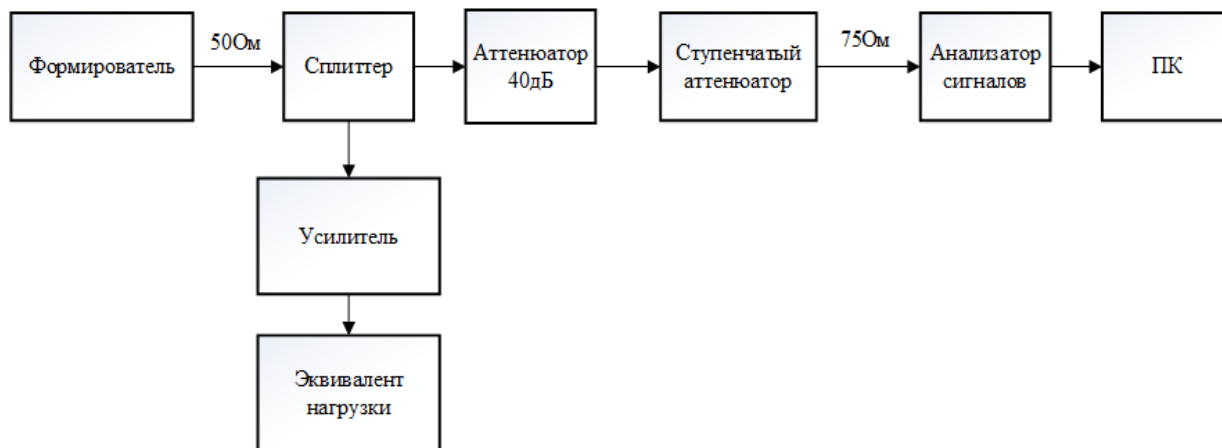 Формирователь
50Ом
Сплиттер
Аттенюатор
40дБ
Ступенчатый
аттенюатор
75Ом
Анализатор
сигналов
ПК
Усилитель
Эквивалент
нагрузки